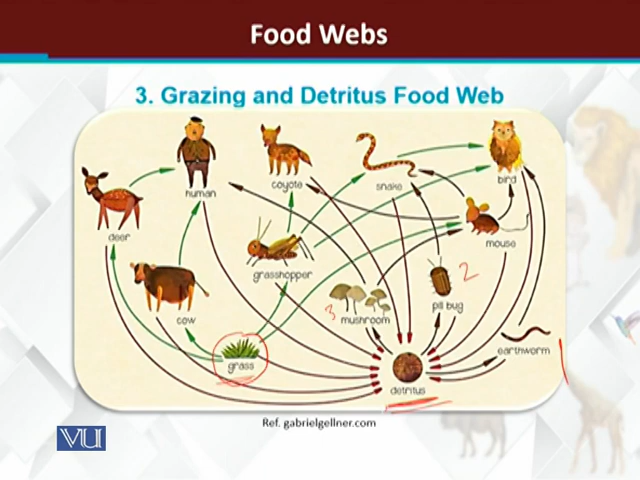 Food Webs
3. Grazing and Detritus Food Web
human
coyote
snake
bird
deer
grasshopper
mouse
cow
mushroom
pill bug
grass
detritus
earthworm
3
2
1
Ref. gabrielgellner.com
VU